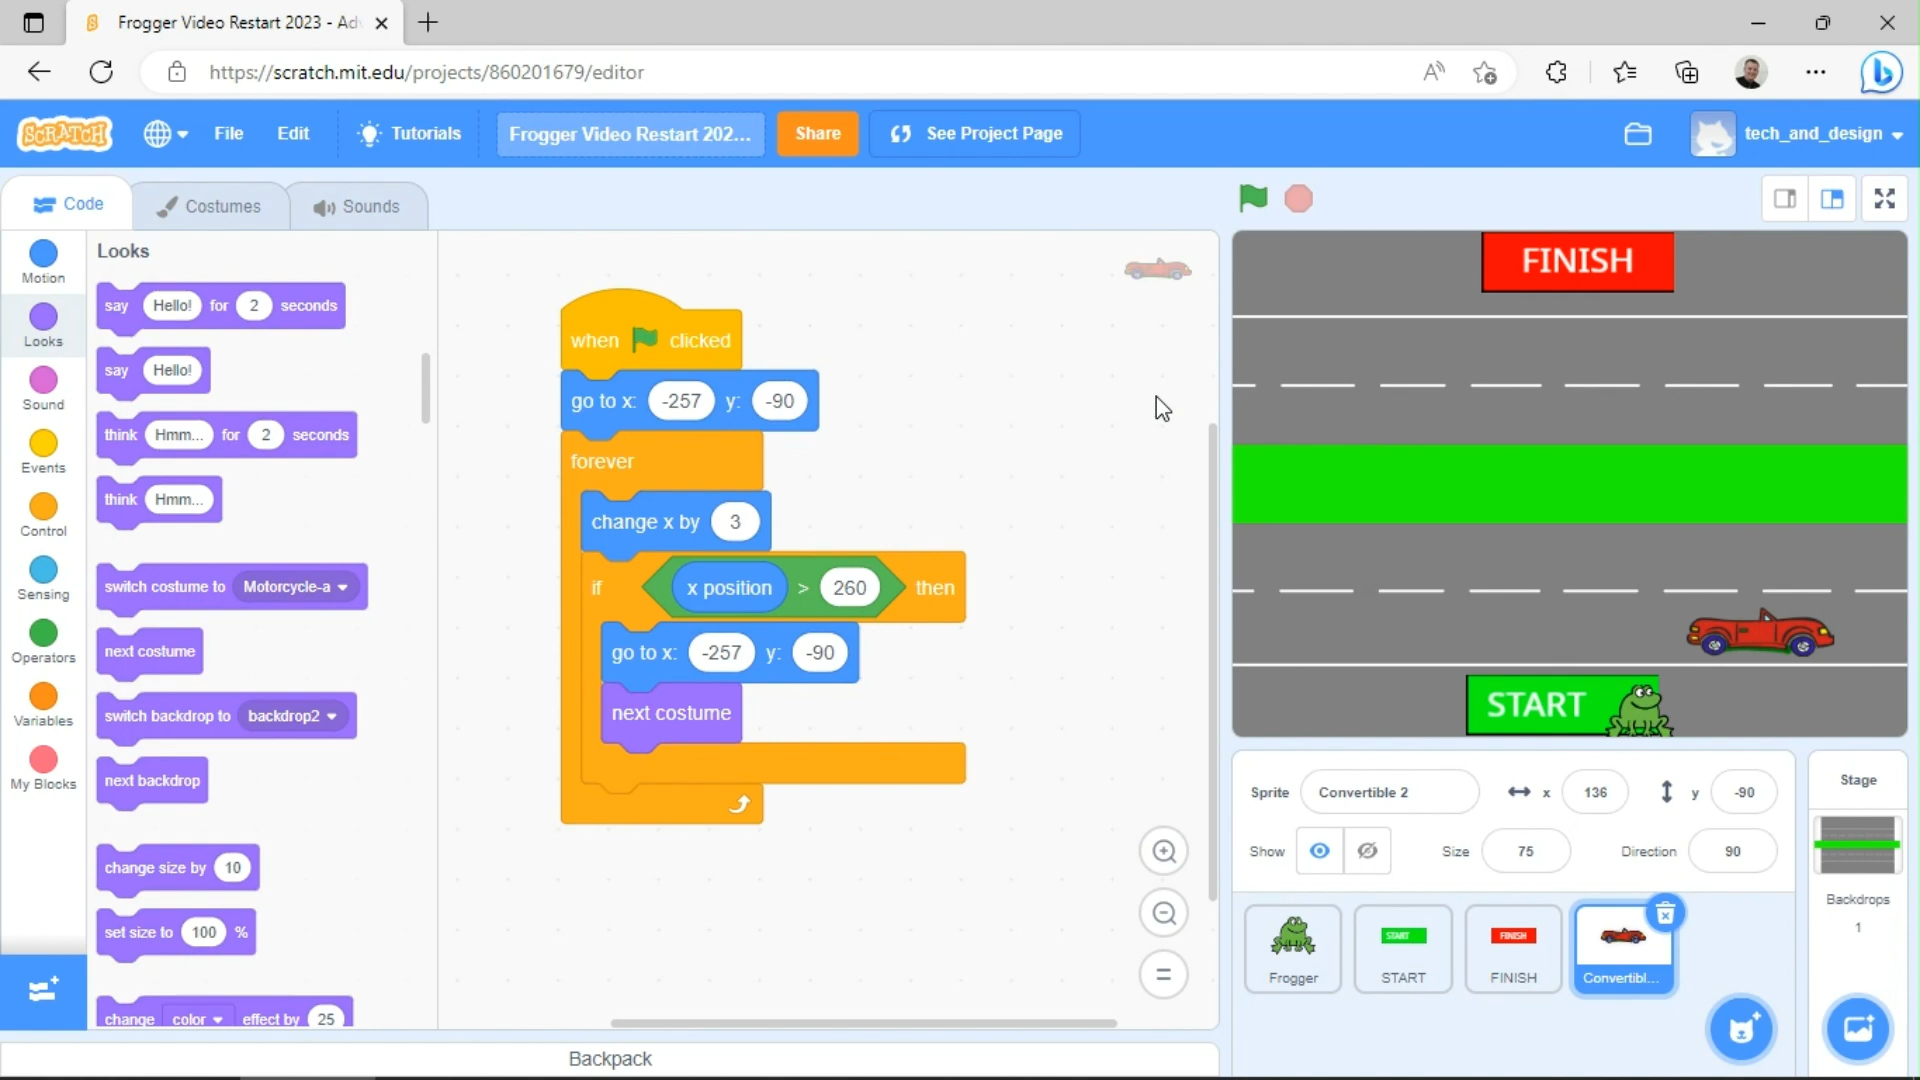 Frogger Video Restart 2023 - Ad
https://scratch.mit.edu/projects/860201679/editor
SCRATCH
File
Edit
Tutorials
Frogger Video Restart 202...
Share
See Project Page
tech_and_design
Code
Costumes
Sounds
Motion
Looks
Sound
Events
Control
Sensing
Operators
Variables
My Blocks
Looks
say Hello! for 2 seconds
say Hello!
think Hmm... for 2 seconds
think Hmm...
switch costume to Motorcycle-a
next costume
switch backdrop to backdrop2
next backdrop
change size by 10
set size to 100 %
change color effect by 25
when clicked
go to x: -257 y: -90
forever
change x by 3
if x position > 260 then
go to x: -257 y: -90
next costume
Backpack
FINISH
START
Sprite Convertible 2 x 136 y -90
Show Size 75 Direction 90
START
FINISH
Frogger
START
FINISH
Convertibl...
Stage
Backdrops
1